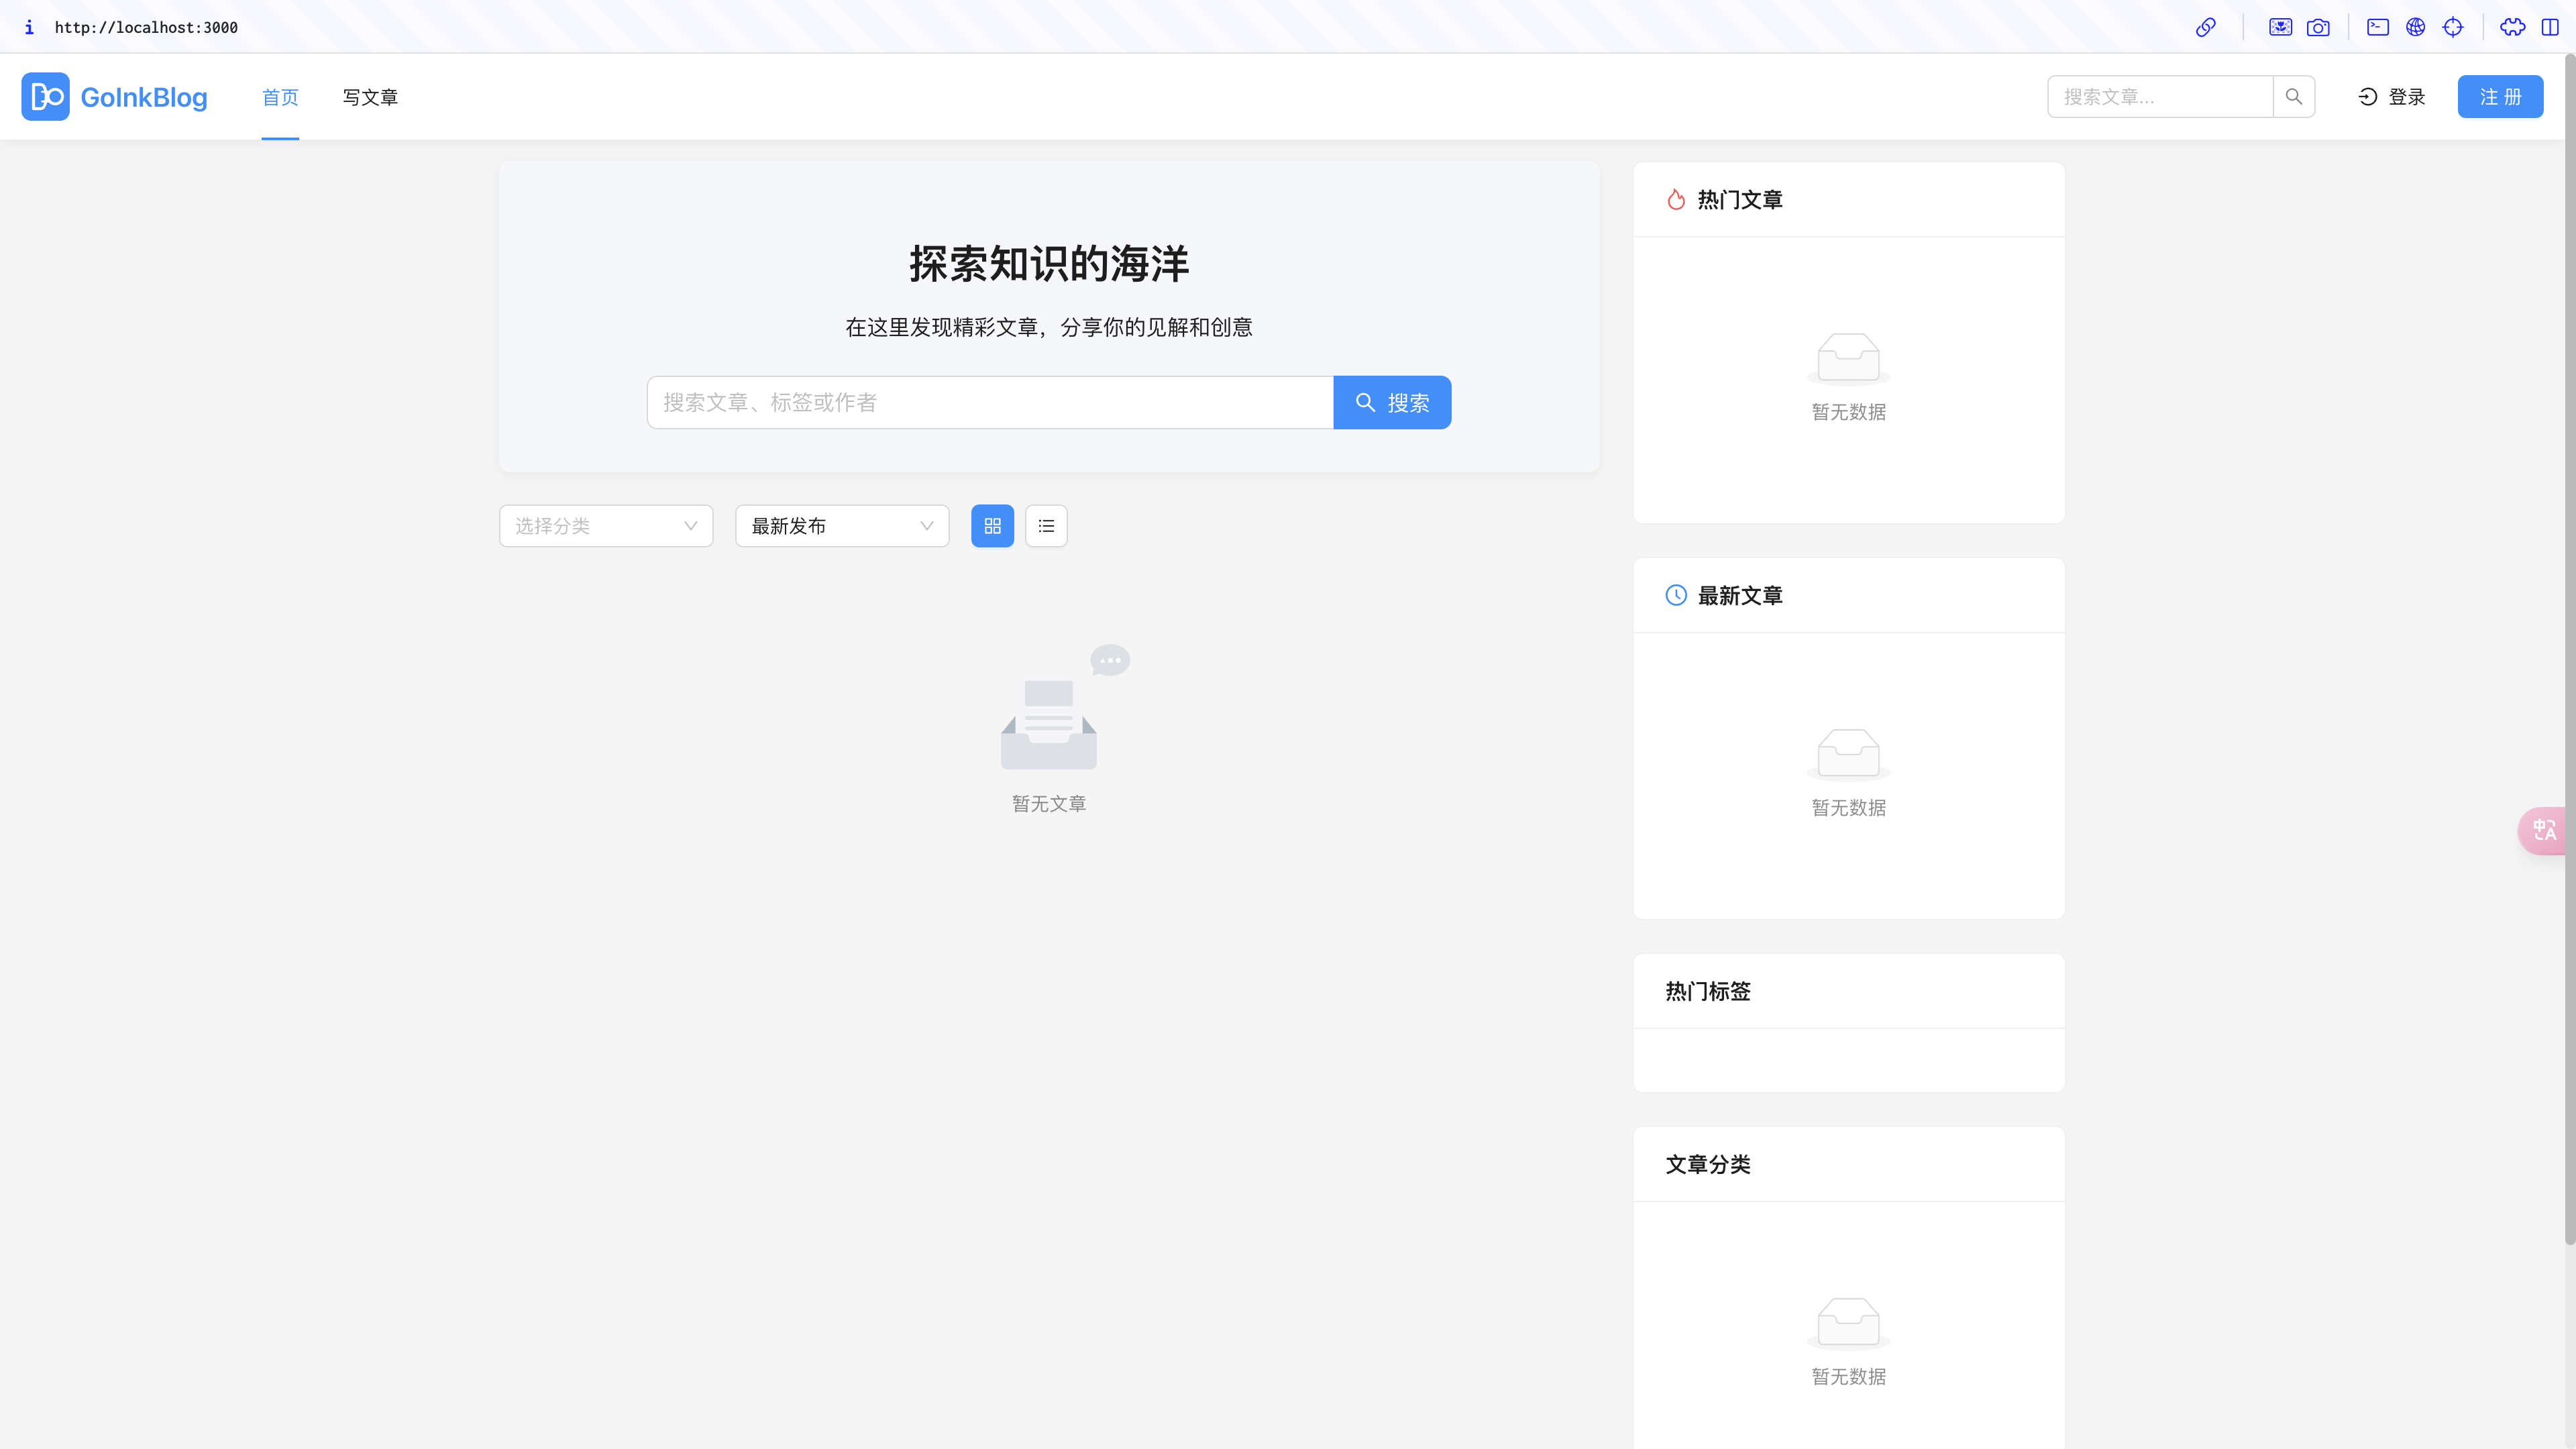 http://localhost:3000
GoInkBlog
首页
写文章
搜索文章...
登录
注 册
探索知识的海洋
在这里发现精彩文章，分享你的见解和创意
搜索文章、标签或作者
搜索
选择分类
最新发布
暂无文章
热门文章
暂无数据
最新文章
暂无数据
热门标签
文章分类
暂无数据